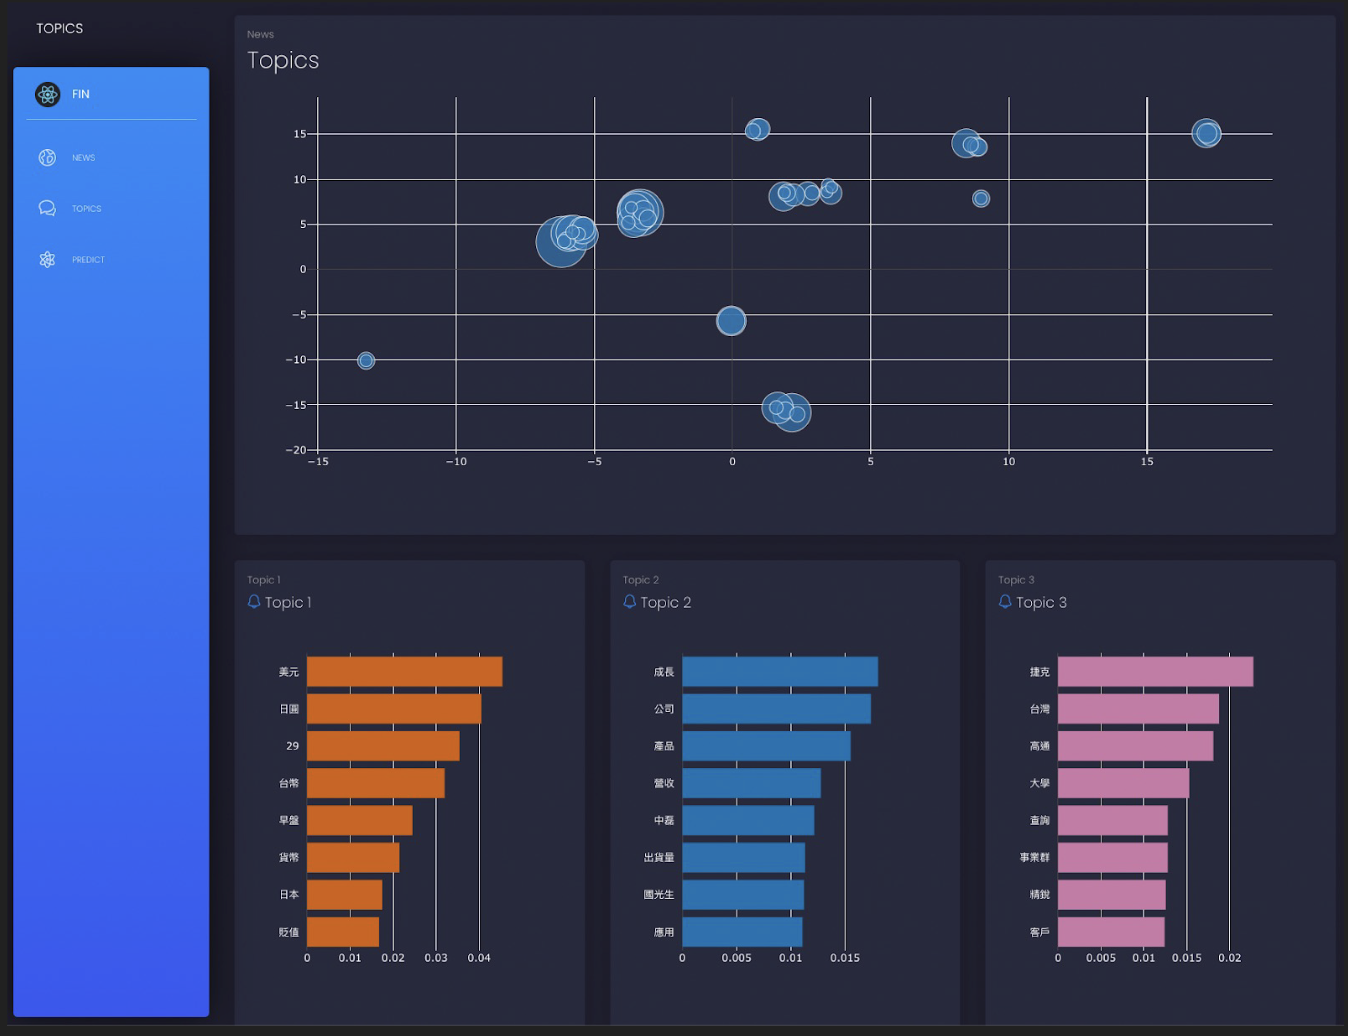 TOPICS
FIN
NEWS
TOPICS
PREDICT
News
Topics
15
10
5
0
−5
−10
−15
−20
−15 −10 −5 0 5 10 15
Topic 1
Topic 1
美元
日圓
29
台幣
早盤
貨幣
日本
貶值
0 0.01 0.02 0.03 0.04
Topic 2
Topic 2
成長
公司
產品
營收
中磊
出貨量
國光生
應用
0 0.005 0.01 0.015
Topic 3
Topic 3
捷克
台灣
高通
大學
查詢
事業群
精銳
客戶
0 0.005 0.01 0.015 0.02